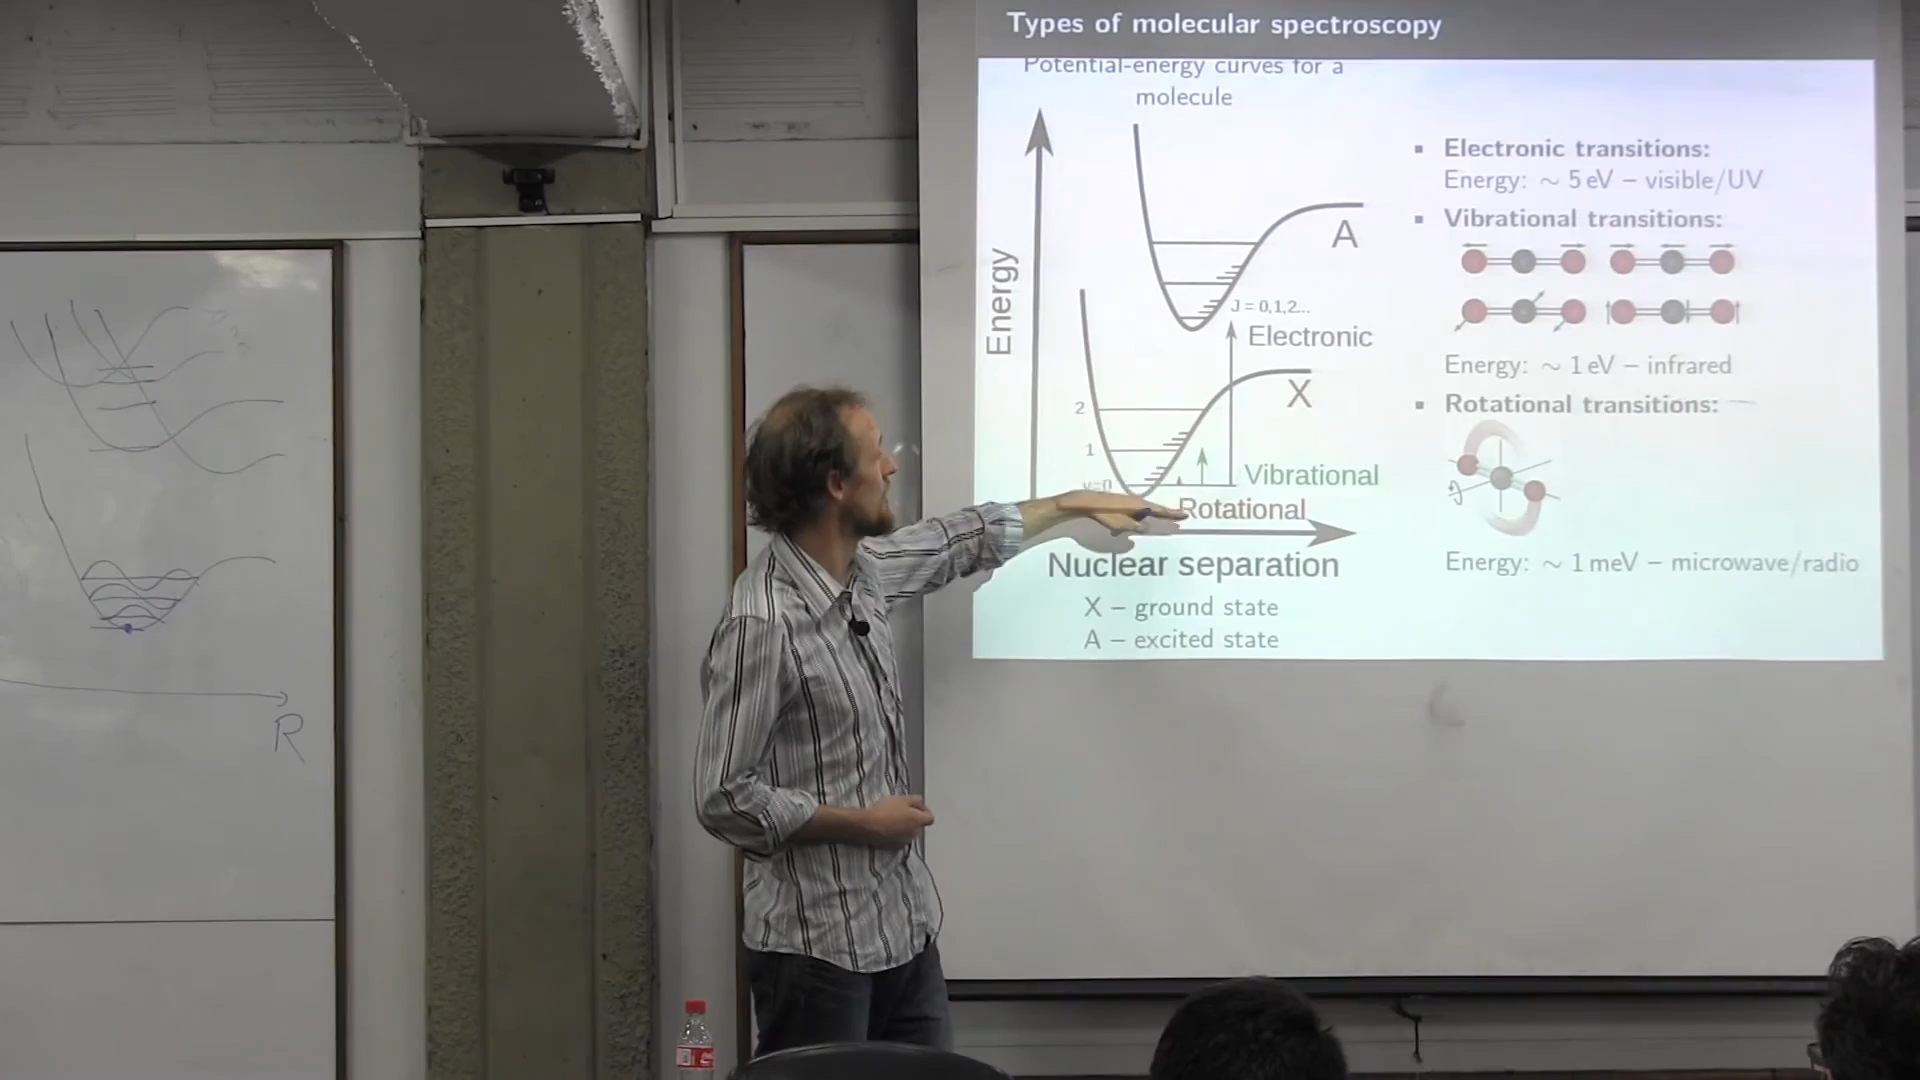 Types of molecular spectroscopy
Potential-energy curves for a
molecule
Energy
A
J = 0,1,2...
Electronic
X
2
1
v=0
Vibrational
Rotational
Nuclear separation
X – ground state
A – excited state
▪ Electronic transitions:
Energy: ∼ 5 eV – visible/UV
▪ Vibrational transitions:
Energy: ∼ 1 eV – infrared
▪ Rotational transitions:
Energy: ∼ 1 meV – microwave/radio
R